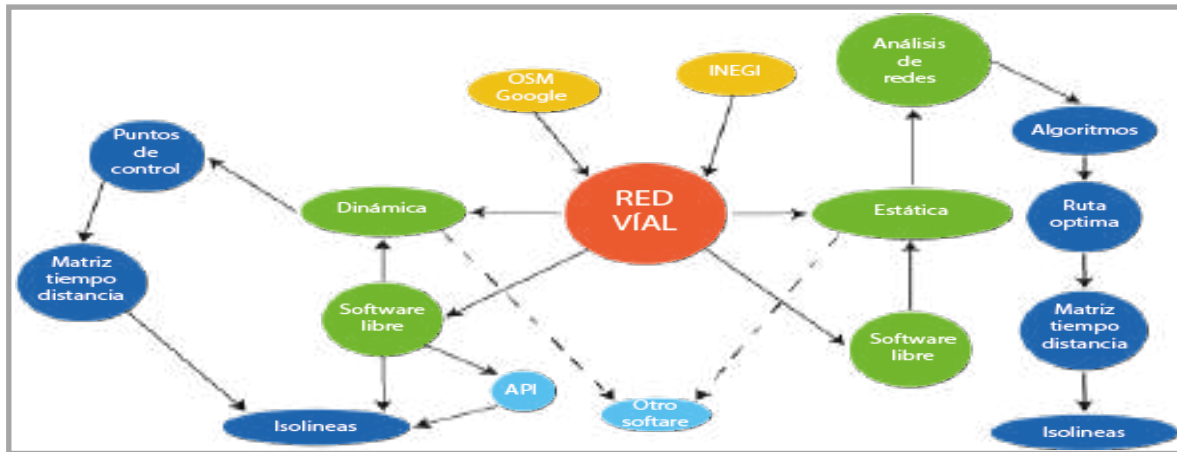 OSM
Google
INEGI
Análisis
de
redes
Puntos
de
control
Algoritmos
Dinámica
RED
VÍAL
Estática
Ruta
optima
Matriz
tiempo
distancia
Software
libre
Software
libre
Matriz
tiempo
distancia
API
Otro
softare
Isolineas
Isolineas